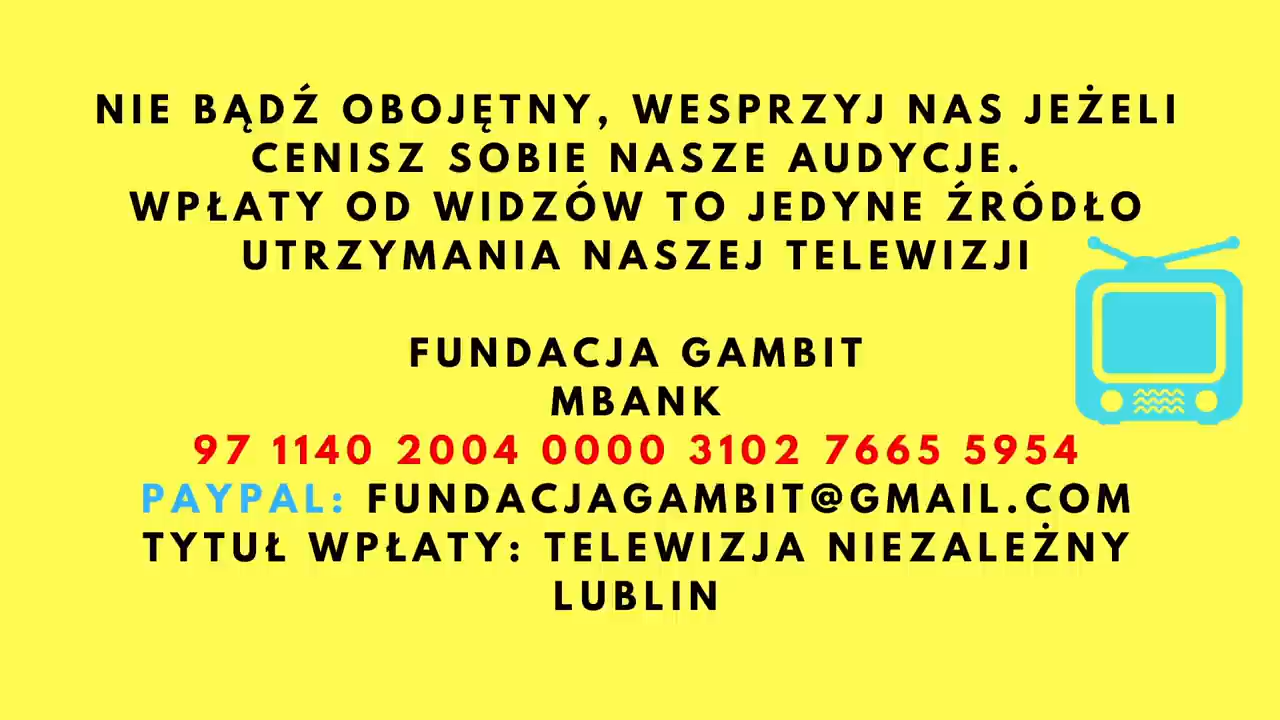 NIE BĄDŹ OBOJĘTNY, WESPRZYJ NAS JEŻELI
CENISZ SOBIE NASZE AUDYCJE.
WPŁATY OD WIDZÓW TO JEDYNE ŹRÓDŁO
UTRZYMANIA NASZEJ TELEWIZJI
FUNDACJA GAMBIT
MBANK
97 1140 2004 0000 3102 7665 5954
PAYPAL: FUNDACJAGAMBIT@GMAIL.COM
TYTUŁ WPŁATY: TELEWIZJA NIEZALEŻNY
LUBLIN